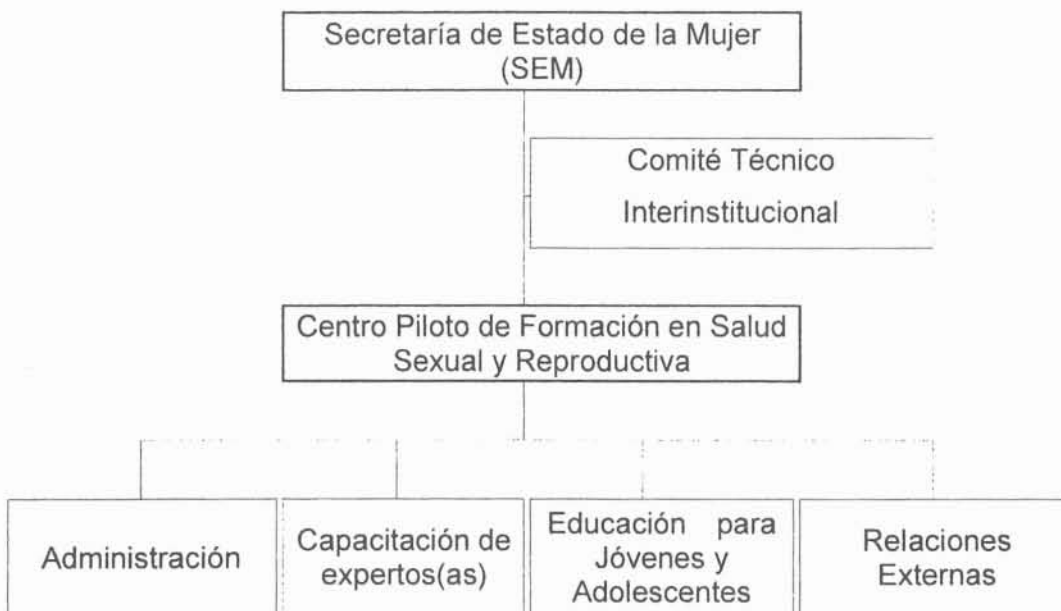 Secretaría de Estado de la Mujer
(SEM)
Comité Técnico
Interinstitucional
Centro Piloto de Formación en Salud
Sexual y Reproductiva
Administración
Capacitación de
expertos(as)
Educación para
Jóvenes y
Adolescentes
Relaciones
Externas